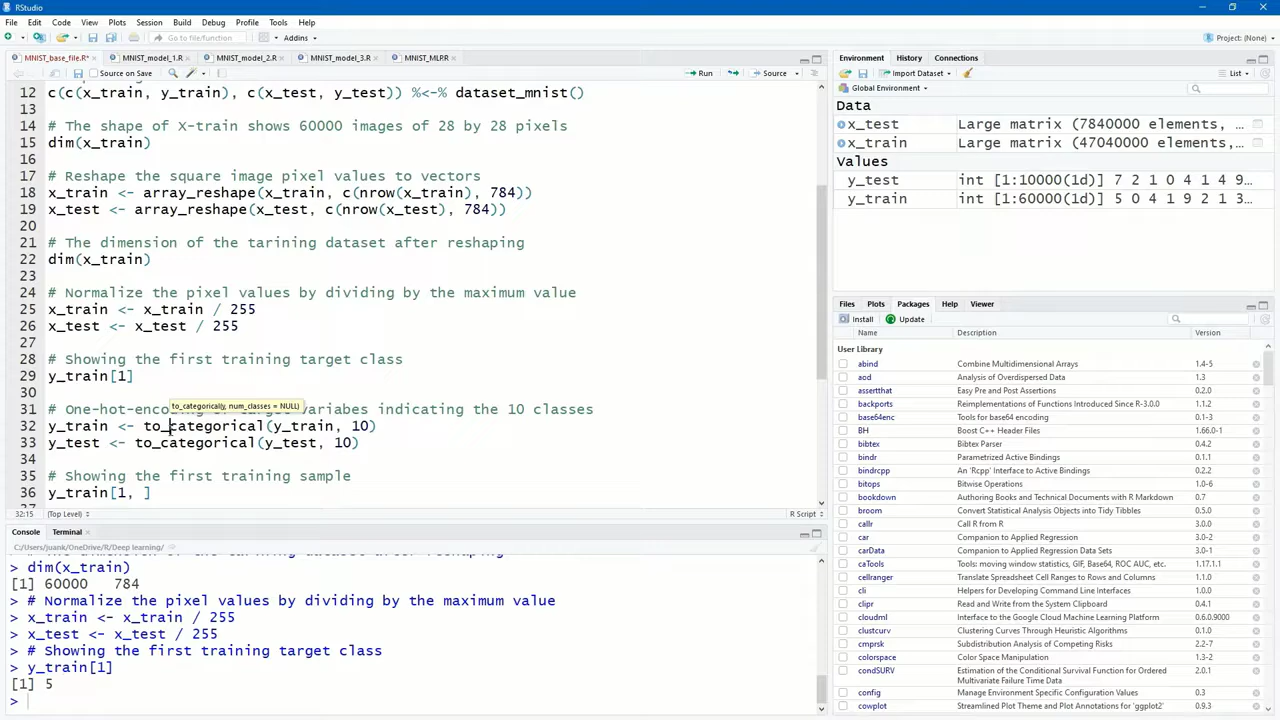 RStudio
File Edit Code View Plots Session Build Debug Profile Tools Help
Go to file/function Addins Project: (None)
MNIST_base_file.R* MNIST_model_1.R MNIST_model_2.R MNIST_model_3.R MNIST_MLRR
Source on Save Run Source
12 c(c(x_train, y_train), c(x_test, y_test)) %<-% dataset_mnist()
13
14 # The shape of X-train shows 60000 images of 28 by 28 pixels
15 dim(x_train)
16
17 # Reshape the square image pixel values to vectors
18 x_train <- array_reshape(x_train, c(nrow(x_train), 784))
19 x_test <- array_reshape(x_test, c(nrow(x_test), 784))
20
21 # The dimension of the tarining dataset after reshaping
22 dim(x_train)
23
24 # Normalize the pixel values by dividing by the maximum value
25 x_train <- x_train / 255
26 x_test <- x_test / 255
27
28 # Showing the first training target class
29 y_train[1]
30
to_categorical(y, num_classes = NULL)
31 # One-hot-enco variabes indicating the 10 classes
32 y_train <- to_categorical(y_train, 10)
33 y_test <- to_categorical(y_test, 10)
34
35 # Showing the first training sample
36 y_train[1, ]
32:15 (Top Level) R Script
Console Terminal
C:/Users/juank/OneDrive/R/Deep learning/
> dim(x_train)
[1] 60000 784
> # Normalize the pixel values by dividing by the maximum value
> x_train <- x_train / 255
> x_test <- x_test / 255
> # Showing the first training target class
> y_train[1]
[1] 5
>
Environment History Connections
Import Dataset List
Global Environment
Data
x_test Large matrix (7840000 elements, …
x_train Large matrix (47040000 elements,…
Values
y_test int [1:10000(1d)] 7 2 1 0 4 1 4 9…
y_train int [1:60000(1d)] 5 0 4 1 9 2 1 3…
Files Plots Packages Help Viewer
Install Update
Name Description Version
User Library
abind Combine Multidimensional Arrays 1.4-5
aod Analysis of Overdispersed Data 1.3
assertthat Easy Pre and Post Assertions 0.2.0
backports Reimplementations of Functions Introduced Since R-3.0.0 1.1.2
base64enc Tools for base64 encoding 0.1-3
BH Boost C++ Header Files 1.66.0-1
bibtex Bibtex Parser 0.4.2
bindr Parametrized Active Bindings 0.1.1
bindrcpp An 'Rcpp' Interface to Active Bindings 0.2.2
bitops Bitwise Operations 1.0-6
bookdown Authoring Books and Technical Documents with R Markdown 0.7
broom Convert Statistical Analysis Objects into Tidy Tibbles 0.5.0
callr Call R from R 3.0.0
car Companion to Applied Regression 3.0-2
carData Companion to Applied Regression Data Sets 3.0-1
caTools Tools: moving window statistics, GIF, Base64, ROC AUC, etc. 1.17.1.1
cellranger Translate Spreadsheet Cell Ranges to Rows and Columns 1.1.0
cli Helpers for Developing Command Line Interfaces 1.0.0
clipr Read and Write from the System Clipboard 0.4.1
cloudml Interface to the Google Cloud Machine Learning Platform 0.6.0.9000
clustcurv Clustering Curves Through Heuristic Algorithms 0.1.0
cmprsk Subdistribution Analysis of Competing Risks 2.2-7
colorspace Color Space Manipulation 1.3-2
condSURV Estimation of the Conditional Survival Function for Ordered Multivariate Failure Time Data 2.0.1
config Manage Environment Specific Configuration Values 0.3
cowplot Streamlined Plot Theme and Plot Annotations for 'ggplot2' 0.9.3